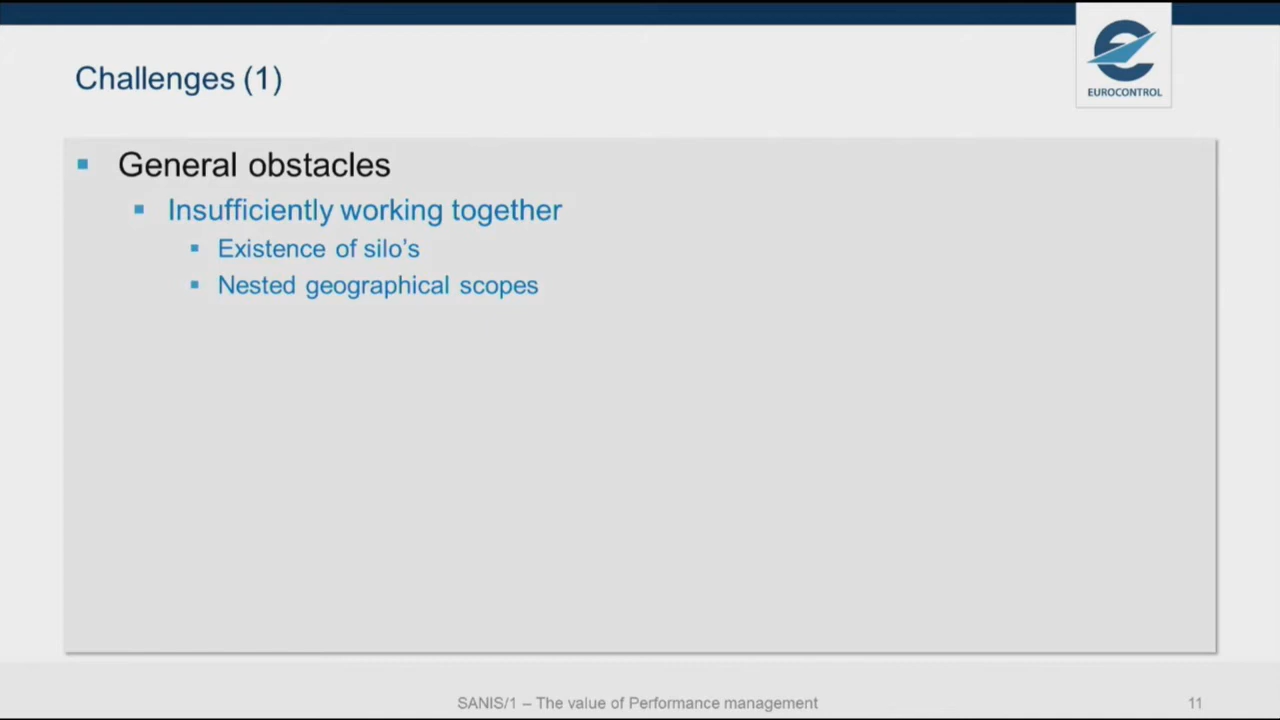 Challenges (1)
EUROCONTROL
General obstacles
Insufficiently working together
Existence of silo's
Nested geographical scopes
SANIS/1 – The value of Performance management
11